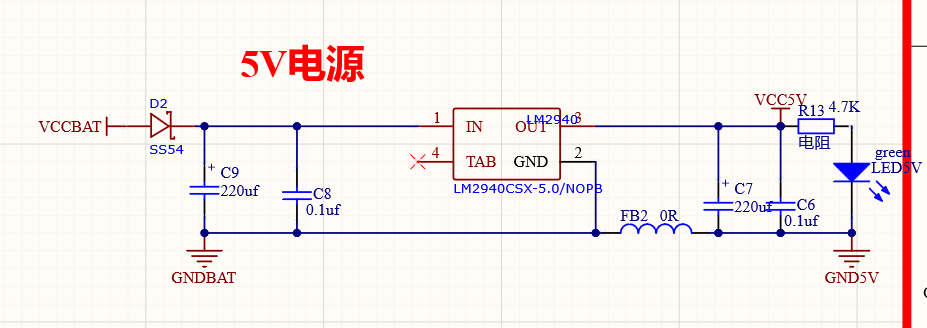 5V电源
D2
VCCBAT
SS54
C9
220uf
C8
0.1uf
1
IN
OUT
LM2940
3
4
TAB
GND
2
LM2940CSX-5.0/NOPB
FB2 0R
VCC5V
R13 4.7K
电阻
green
LED5V
C7
220uf
C6
0.1uf
GNDBAT
GND5V